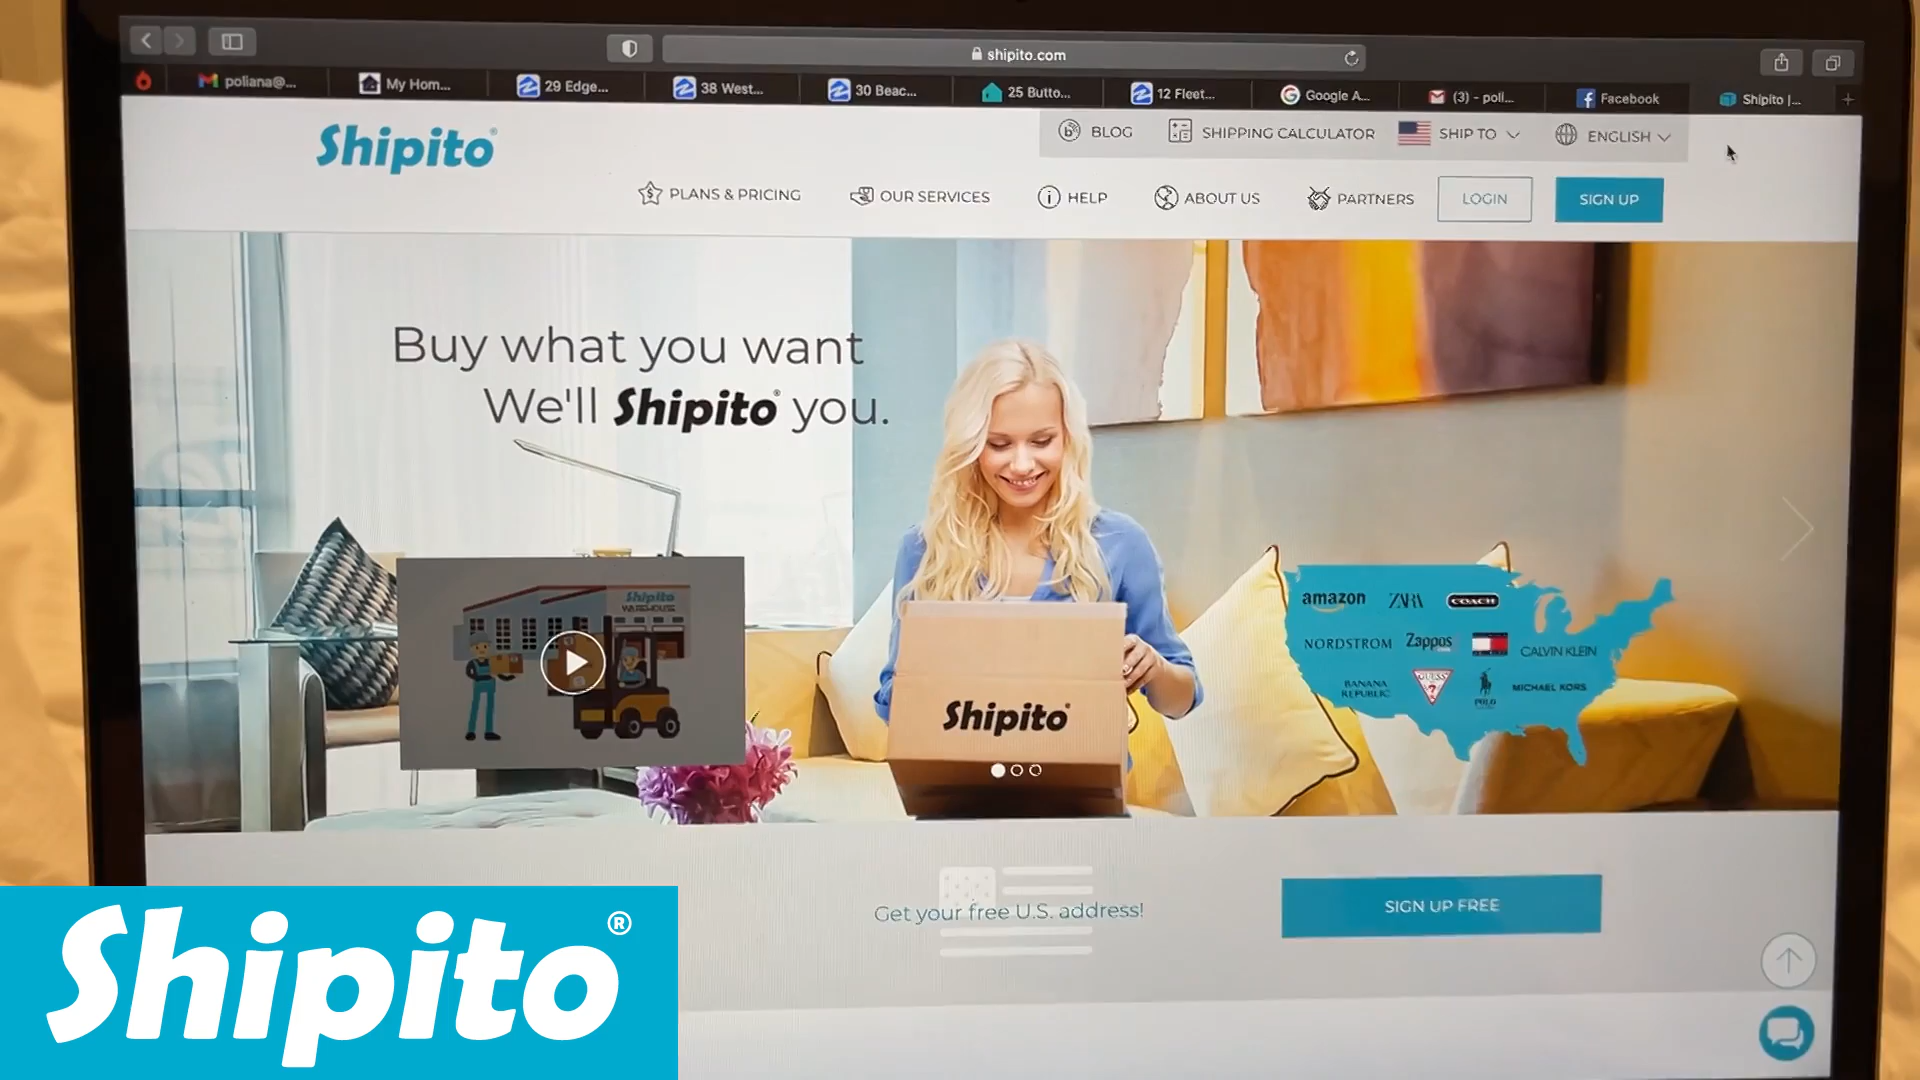 shipito.com
poliana@...
My Hom...
29 Edge...
38 West...
30 Beac...
25 Butto...
12 Fleet...
Google A...
(3) - poll...
Facebook
Shipito |...
Shipito®
BLOG
SHIPPING CALCULATOR
SHIP TO
ENGLISH
PLANS & PRICING
OUR SERVICES
HELP
ABOUT US
PARTNERS
LOGIN
SIGN UP
Buy what you want
We'll Shipito® you.
Shipito
WAREHOUSE
Shipito®
amazon
ZARA
COACH
NORDSTROM
Zappos
CALVIN KLEIN
BANANA
REPUBLIC
GUESS
?
POLO
MICHAEL KORS
Get your free U.S. address!
SIGN UP FREE
Shipito®